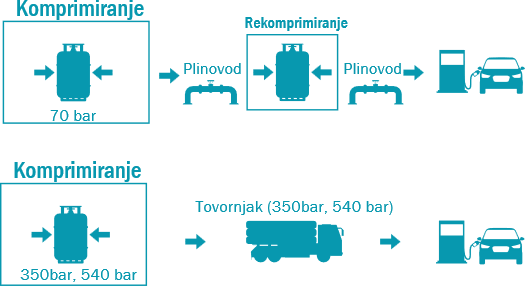 Komprimiranje
Rekomprimiranje
Plinovod
Plinovod
70 bar
Komprimiranje
Tovornjak (350bar, 540 bar)
350bar, 540 bar